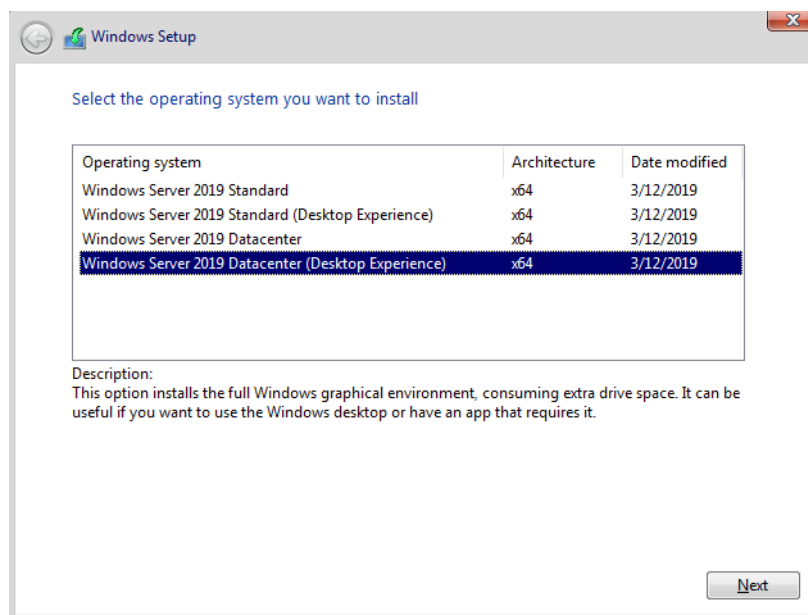 Windows Setup
Select the operating system you want to install
Operating system Architecture Date modified
Windows Server 2019 Standard x64 3/12/2019
Windows Server 2019 Standard (Desktop Experience) x64 3/12/2019
Windows Server 2019 Datacenter x64 3/12/2019
Windows Server 2019 Datacenter (Desktop Experience) x64 3/12/2019
Description:
This option installs the full Windows graphical environment, consuming extra drive space. It can be
useful if you want to use the Windows desktop or have an app that requires it.
Next